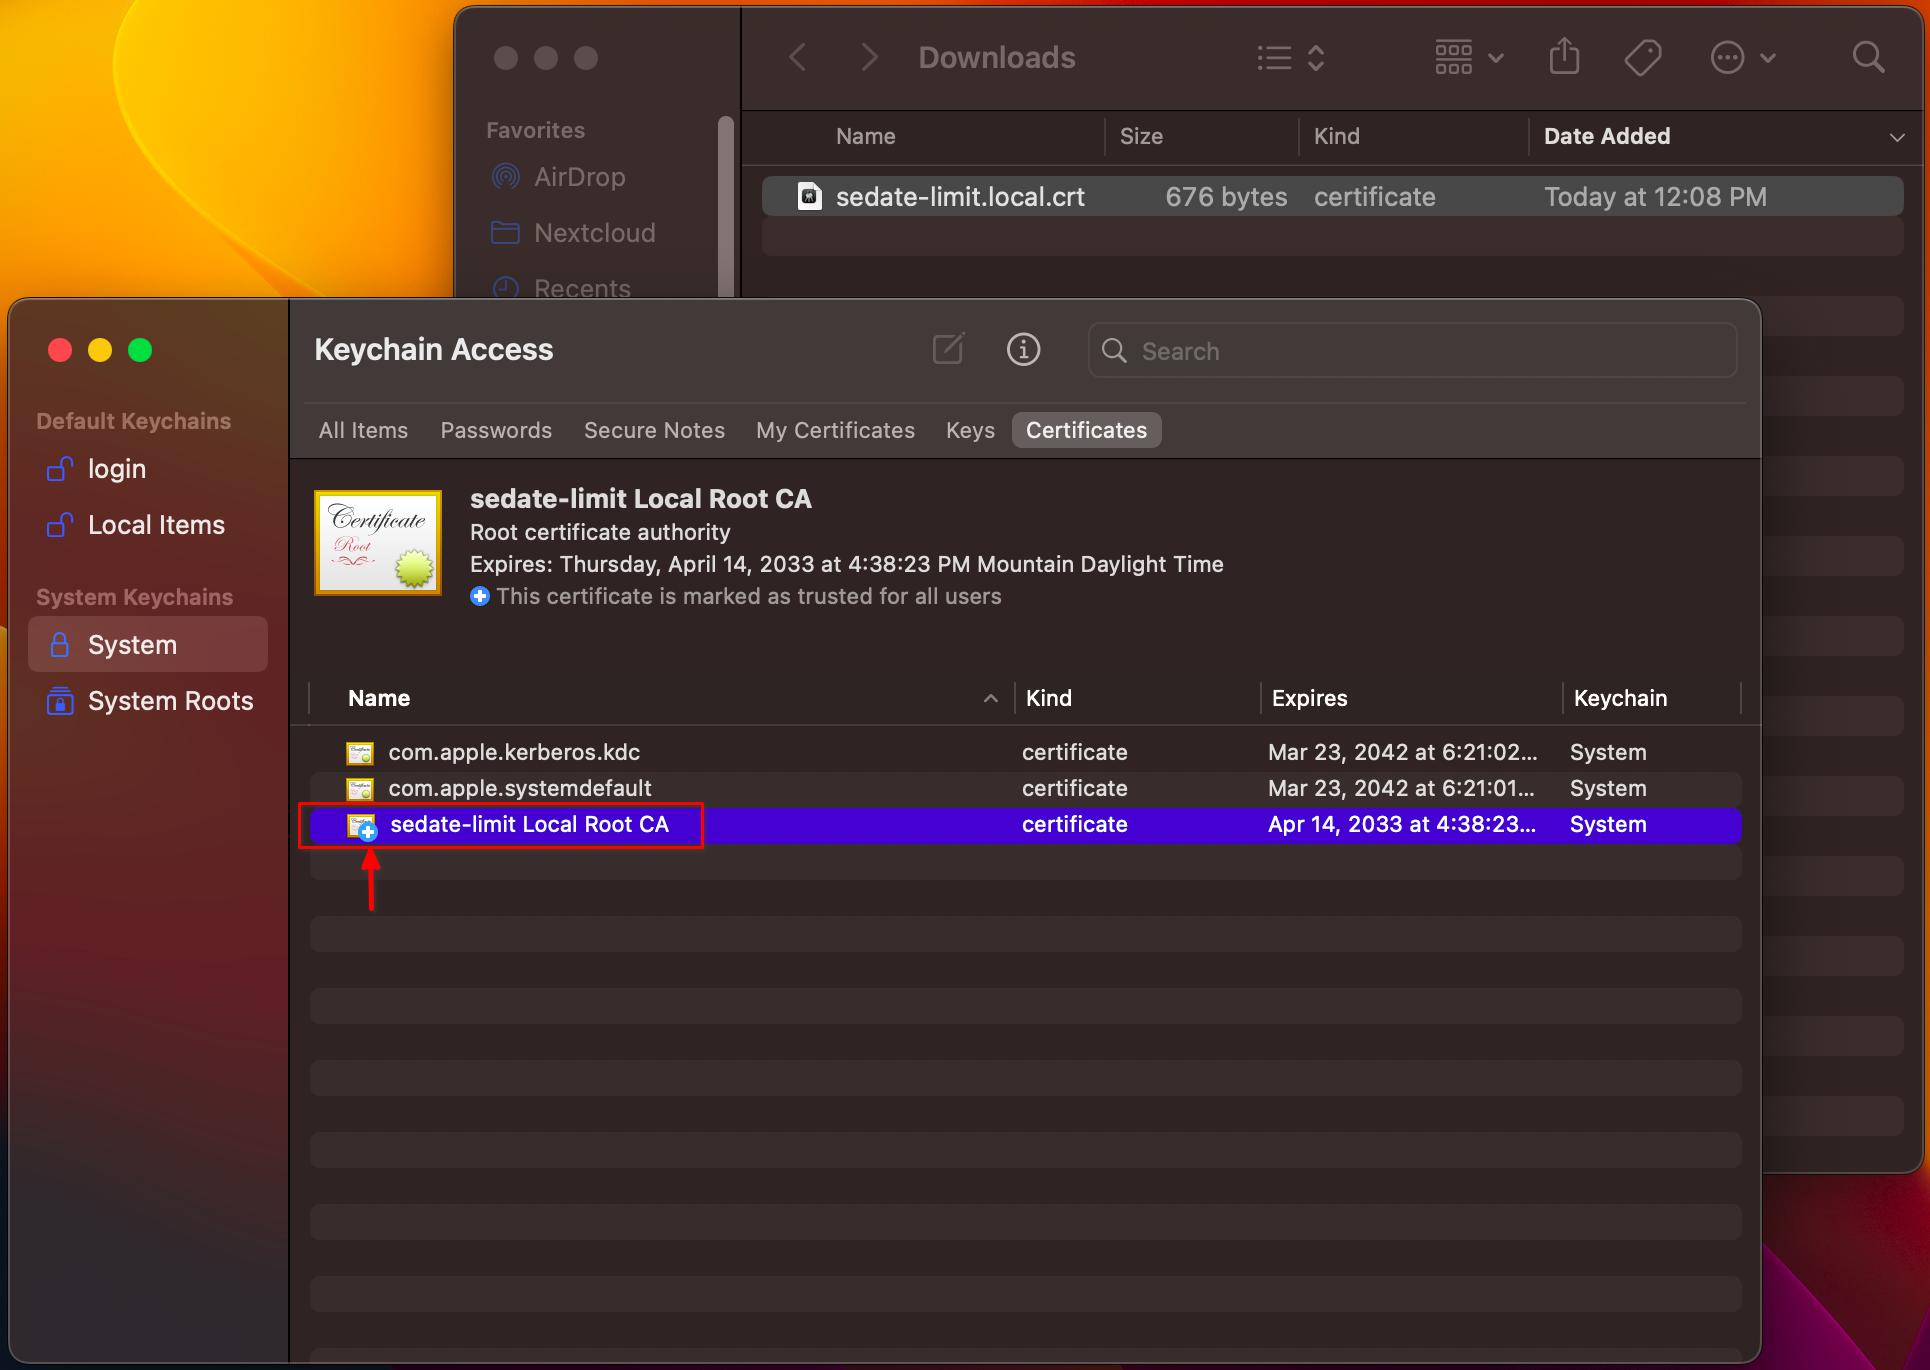 Downloads
Favorites
AirDrop
Nextcloud
Recents
Name Size Kind Date Added
sedate-limit.local.crt 676 bytes certificate Today at 12:08 PM
Keychain Access
Search
Default Keychains
login
Local Items
System Keychains
System
System Roots
All Items Passwords Secure Notes My Certificates Keys Certificates
Certificate
Root
sedate-limit Local Root CA
Root certificate authority
Expires: Thursday, April 14, 2033 at 4:38:23 PM Mountain Daylight Time
This certificate is marked as trusted for all users
Name Kind Expires Keychain
com.apple.kerberos.kdc certificate Mar 23, 2042 at 6:21:02... System
com.apple.systemdefault certificate Mar 23, 2042 at 6:21:01... System
sedate-limit Local Root CA certificate Apr 14, 2033 at 4:38:23... System